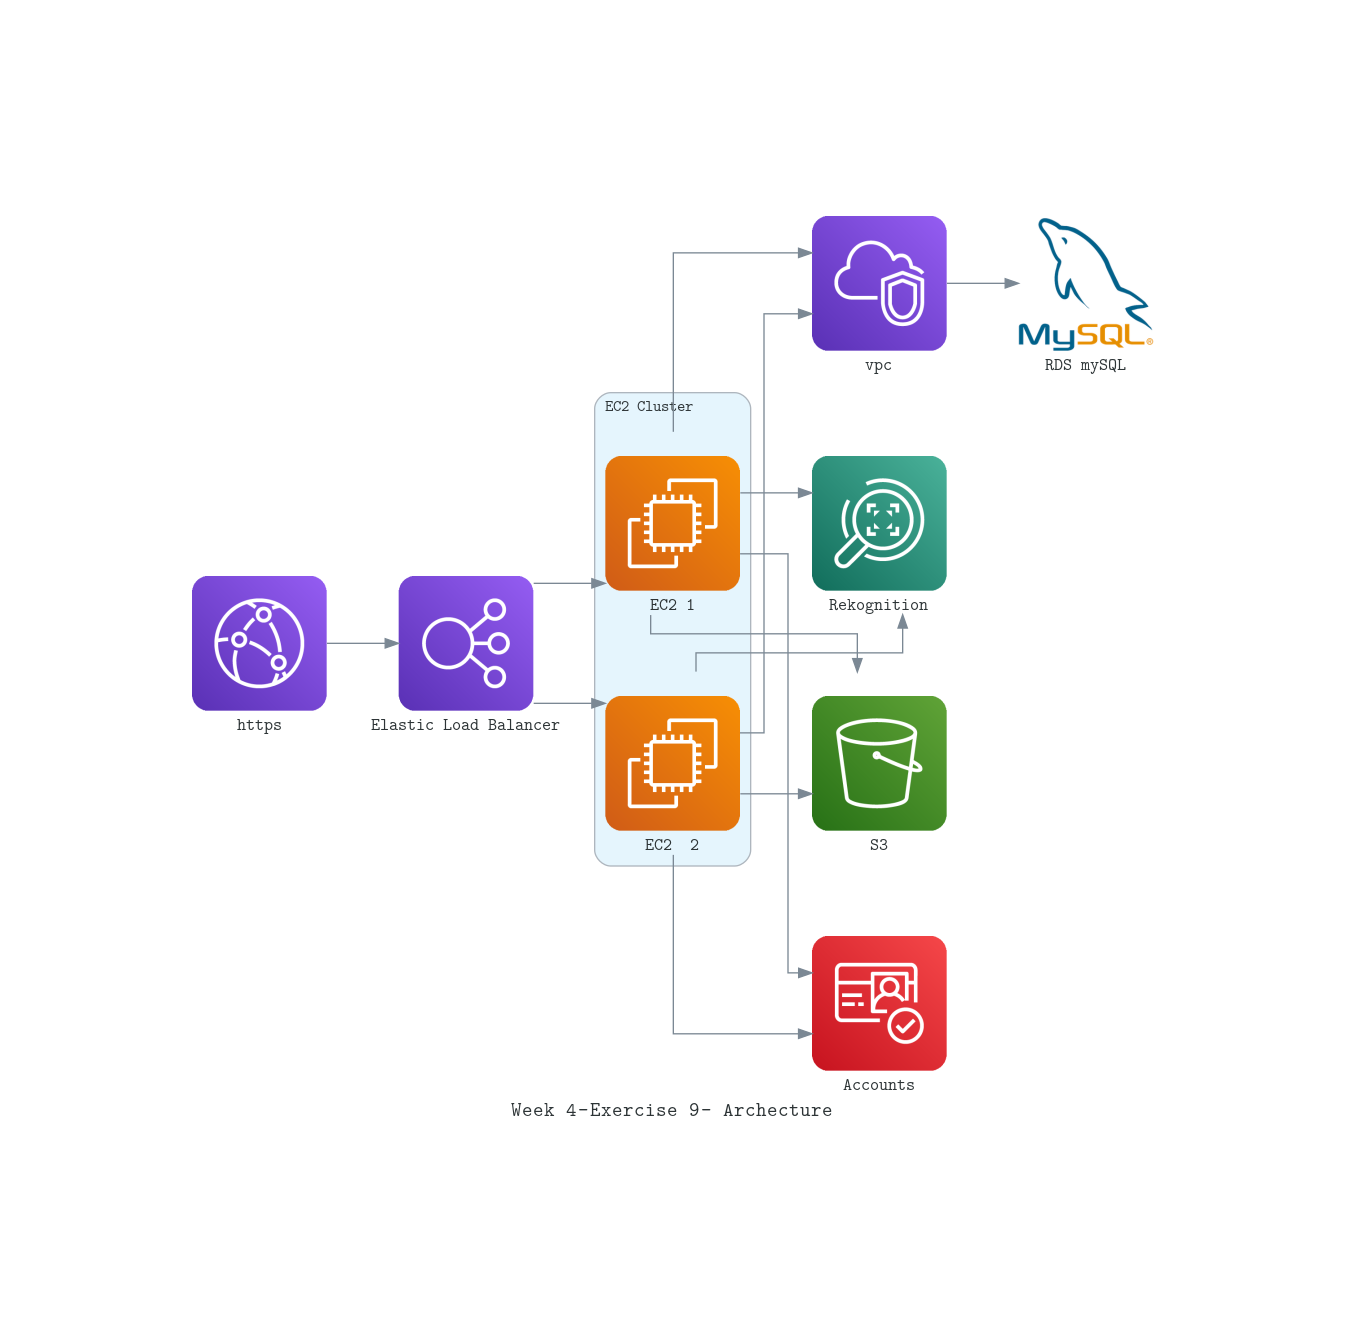 MySQL®
vpc
RDS mySQL
EC2 Cluster
EC2 1
Rekognition
https
Elastic Load Balancer
EC2  2
S3
Accounts
Week 4-Exercise 9- Archecture